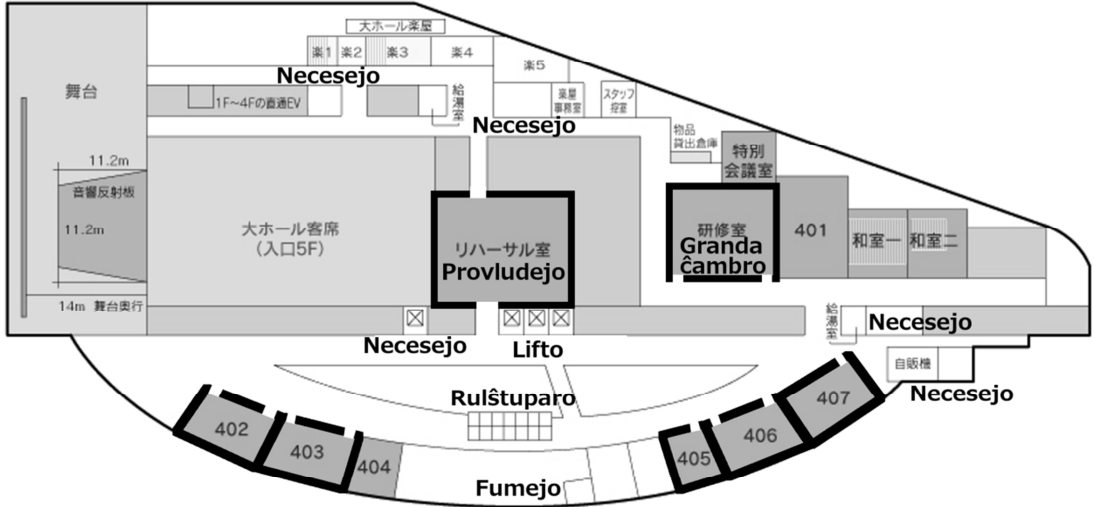 大ホール楽屋
楽1
楽2
楽3
楽4
楽5
Necesejo
舞台
1F～4Fの直通EV
給湯室
楽屋
事務室
スタッフ
控室
Necesejo
物品
貸出倉庫
特別
会議室
11.2m
音響反射板
11.2m
14m 舞台奥行
大ホール客席
(入口5F)
リハーサル室
Provludejo
研修室
Granda
ĉambro
401
和室一
和室二
給湯室
Necesejo
Necesejo
Lifto
自販機
Necesejo
Rulŝtuparo
402
403
404
405
406
407
Fumejo